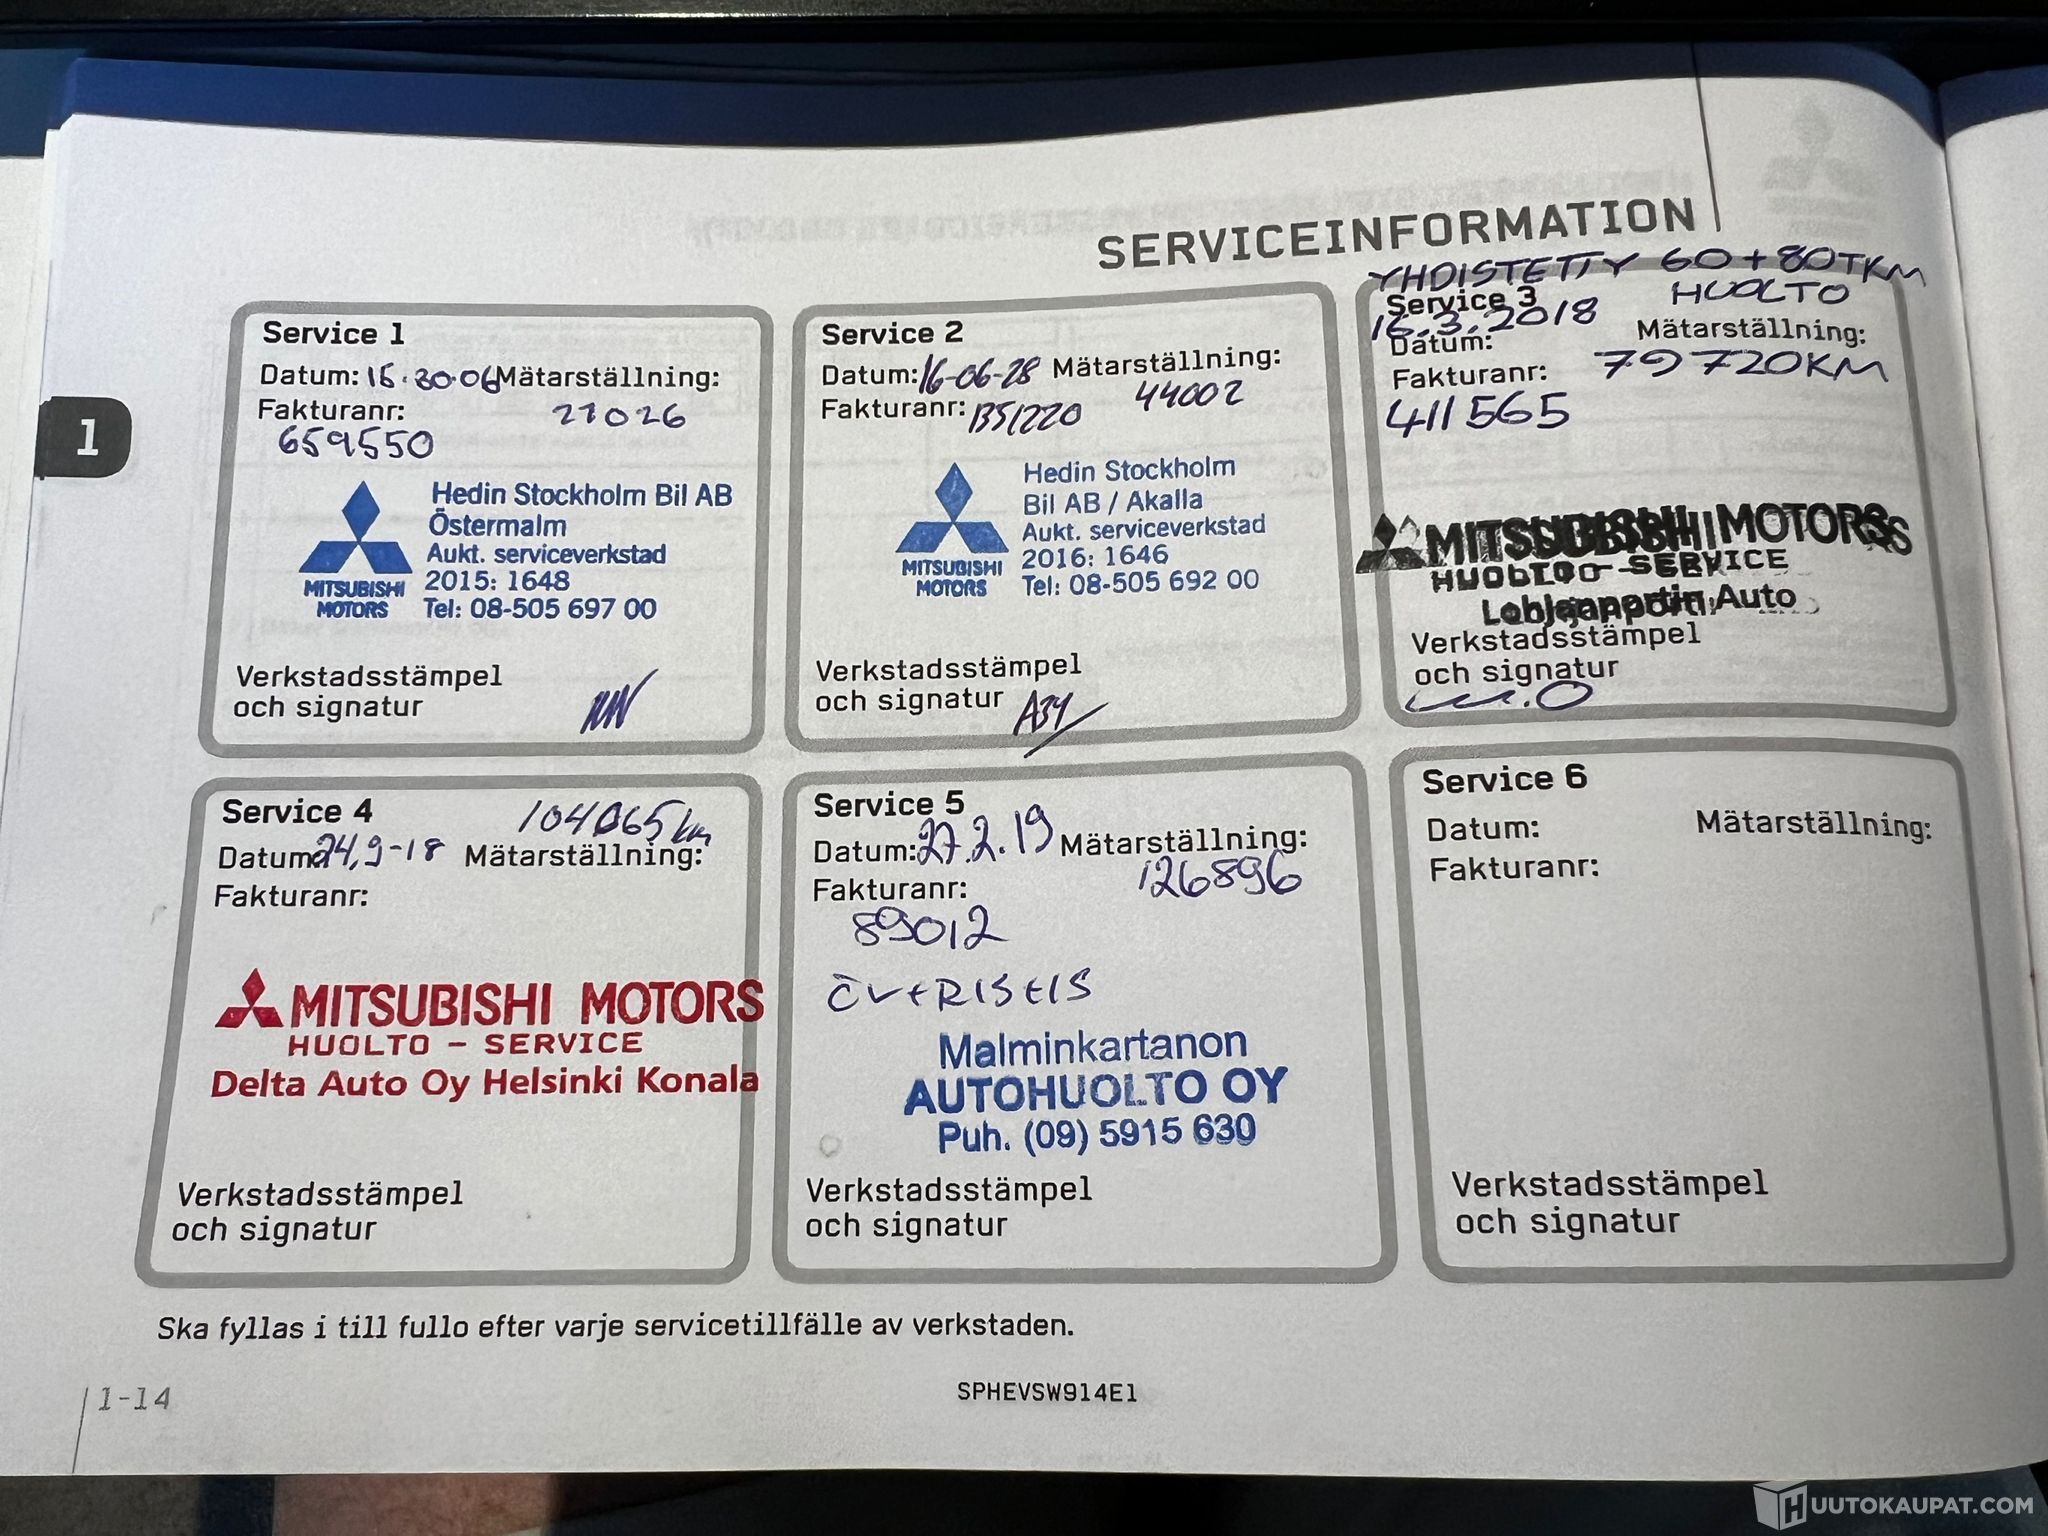 SERVICEINFORMATION
1
Service 1
Datum: 15.30.06 Mätarställning:
Fakturanr: 21026
659550
Hedin Stockholm Bil AB
Östermalm
Aukt. serviceverkstad
2015: 1648
Tel: 08-505 697 00
MITSUBISHI
MOTORS
Verkstadsstämpel
och signatur
Service 2
Datum: 16-06-28 Mätarställning:
Fakturanr: 44002
Hedin Stockholm
Bil AB / Akalla
Aukt. serviceverkstad
2016: 1646
Tel: 08-505 692 00
MITSUBISHI
MOTORS
Verkstadsstämpel
och signatur
YHDISTETTY 60+80TKM
HUOLTO
Service 3
16.3.2018 Mätarställning:
Datum:
Fakturanr: 79720KM
411565
MITSUBISHI MOTORS
HUOLTO - SERVICE
Lohjanportin Auto
Verkstadsstämpel
och signatur
Service 4 104065km
Datum: 24,9-18 Mätarställning:
Fakturanr:
MITSUBISHI MOTORS
HUOLTO - SERVICE
Delta Auto Oy Helsinki Konala
Verkstadsstämpel
och signatur
Service 5
Datum: 27.2.19 Mätarställning:
Fakturanr: 126896
89012
Malminkartanon
AUTOHUOLTO OY
Puh. (09) 5915 630
Verkstadsstämpel
och signatur
Service 6
Datum: Mätarställning:
Fakturanr:
Verkstadsstämpel
och signatur
Ska fyllas i till fullo efter varje servicetillfälle av verkstaden.
1-14
SPHEVSW914E1
HUUTOKAUPAT.COM